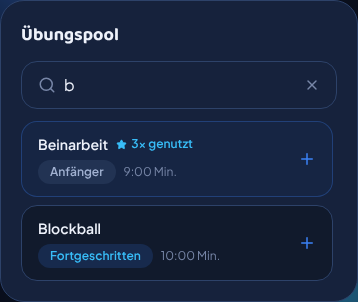 Übungspool
b
Beinarbeit ★ 3× genutzt
Anfänger 9:00 Min.
Blockball
Fortgeschritten 10:00 Min.